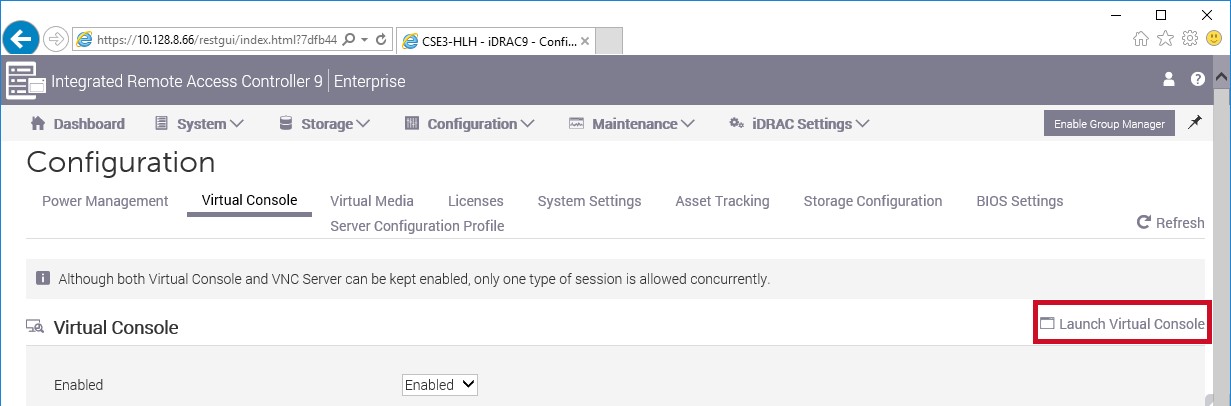 https://10.128.8.66/restgui/index.html?7dfb44
CSE3-HLH - iDRAC9 - Confi...
Integrated Remote Access Controller 9 | Enterprise
Dashboard System Storage Configuration Maintenance iDRAC Settings Enable Group Manager
Configuration
Power Management Virtual Console Virtual Media Licenses System Settings Asset Tracking Storage Configuration BIOS Settings
Server Configuration Profile
Refresh
Although both Virtual Console and VNC Server can be kept enabled, only one type of session is allowed concurrently.
Virtual Console
Launch Virtual Console
Enabled Enabled